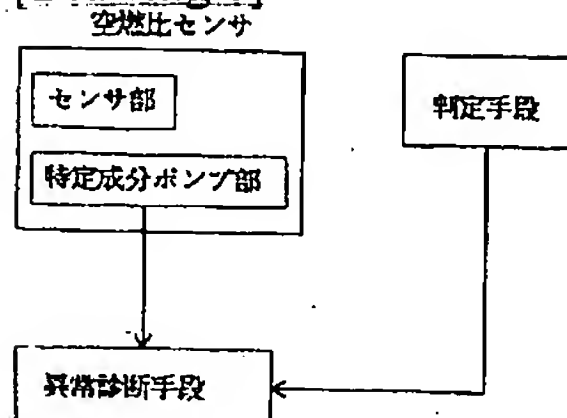 空燃比センサ
センサ部
判定手段
特定成分ポンプ部
異常診断手段